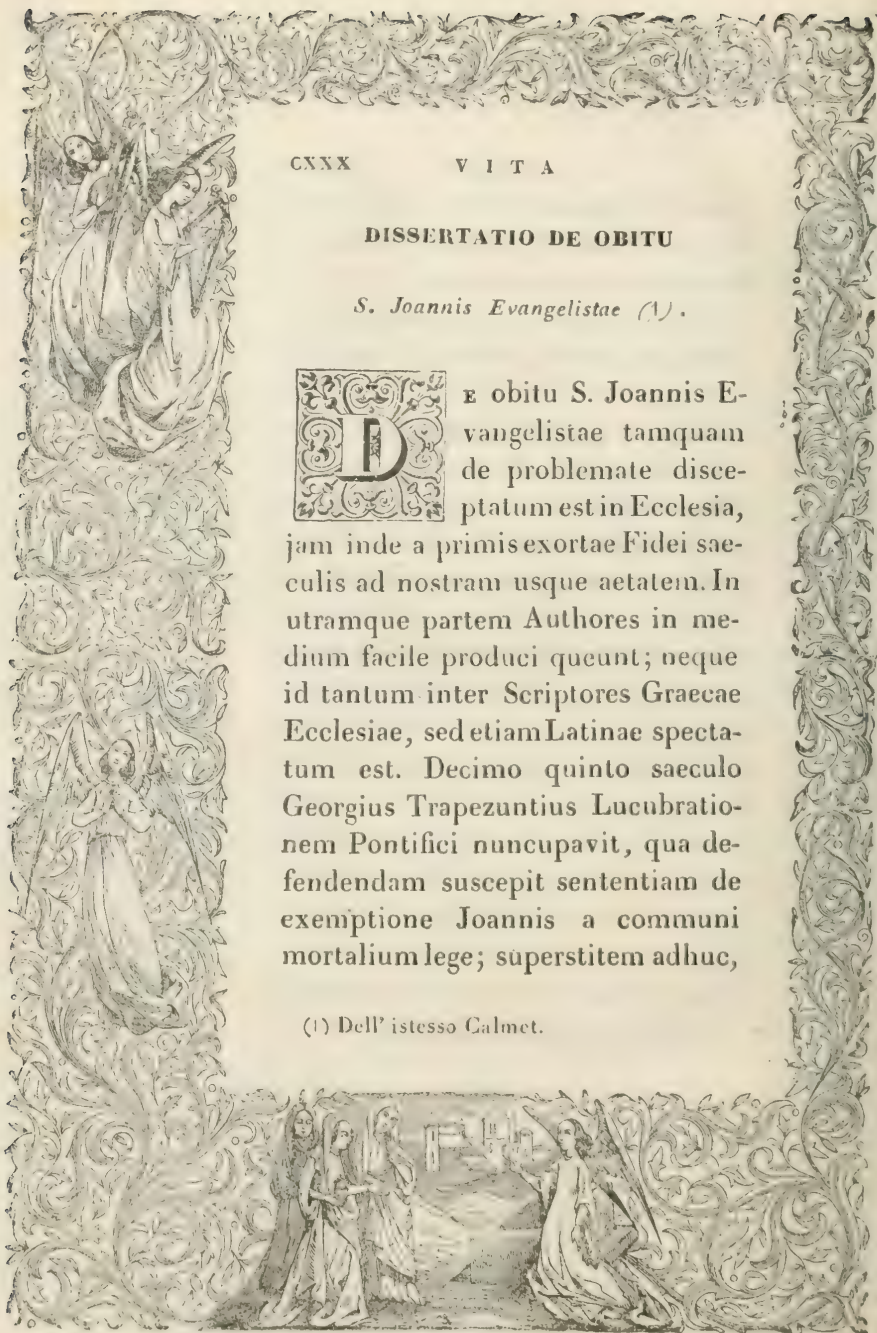 CXXX VITA
DISSERTATIO DE OBITU
S. Joannis Evangelistae (1).
DE obitu S. Joannis E-
vangelistae tamquam
de problemate disce-
ptatum est in Ecclesia,
jam inde a primis exortae Fidei sae-
culis ad nostram usque aetatem. In
utramque partem Authores in me-
dium facile produci queunt; neque
id tantum inter Scriptores Graecae
Ecclesiae, sed etiam Latinae specta-
tum est. Decimo quinto saeculo
Georgius Trapezuntius Lucubratio-
nem Pontifici nuncupavit, qua de-
fendendam suscepit sententiam de
exemptione Joannis a communi
mortalium lege; superstitem adhuc,
(1) Dell' istesso Calmet.